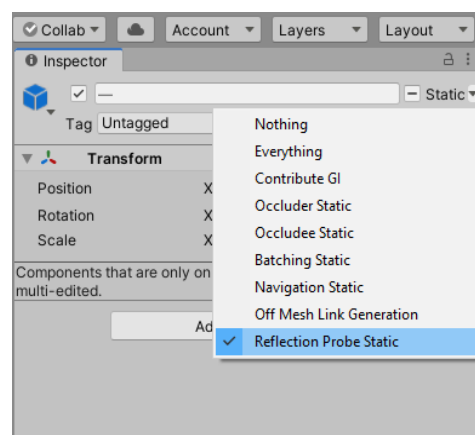 Collab Account Layers Layout
Inspector
— Static
Tag Untagged
Transform
Position X
Rotation X
Scale X
Components that are only on
multi-edited.
Ad
Nothing
Everything
Contribute GI
Occluder Static
Occludee Static
Batching Static
Navigation Static
Off Mesh Link Generation
Reflection Probe Static